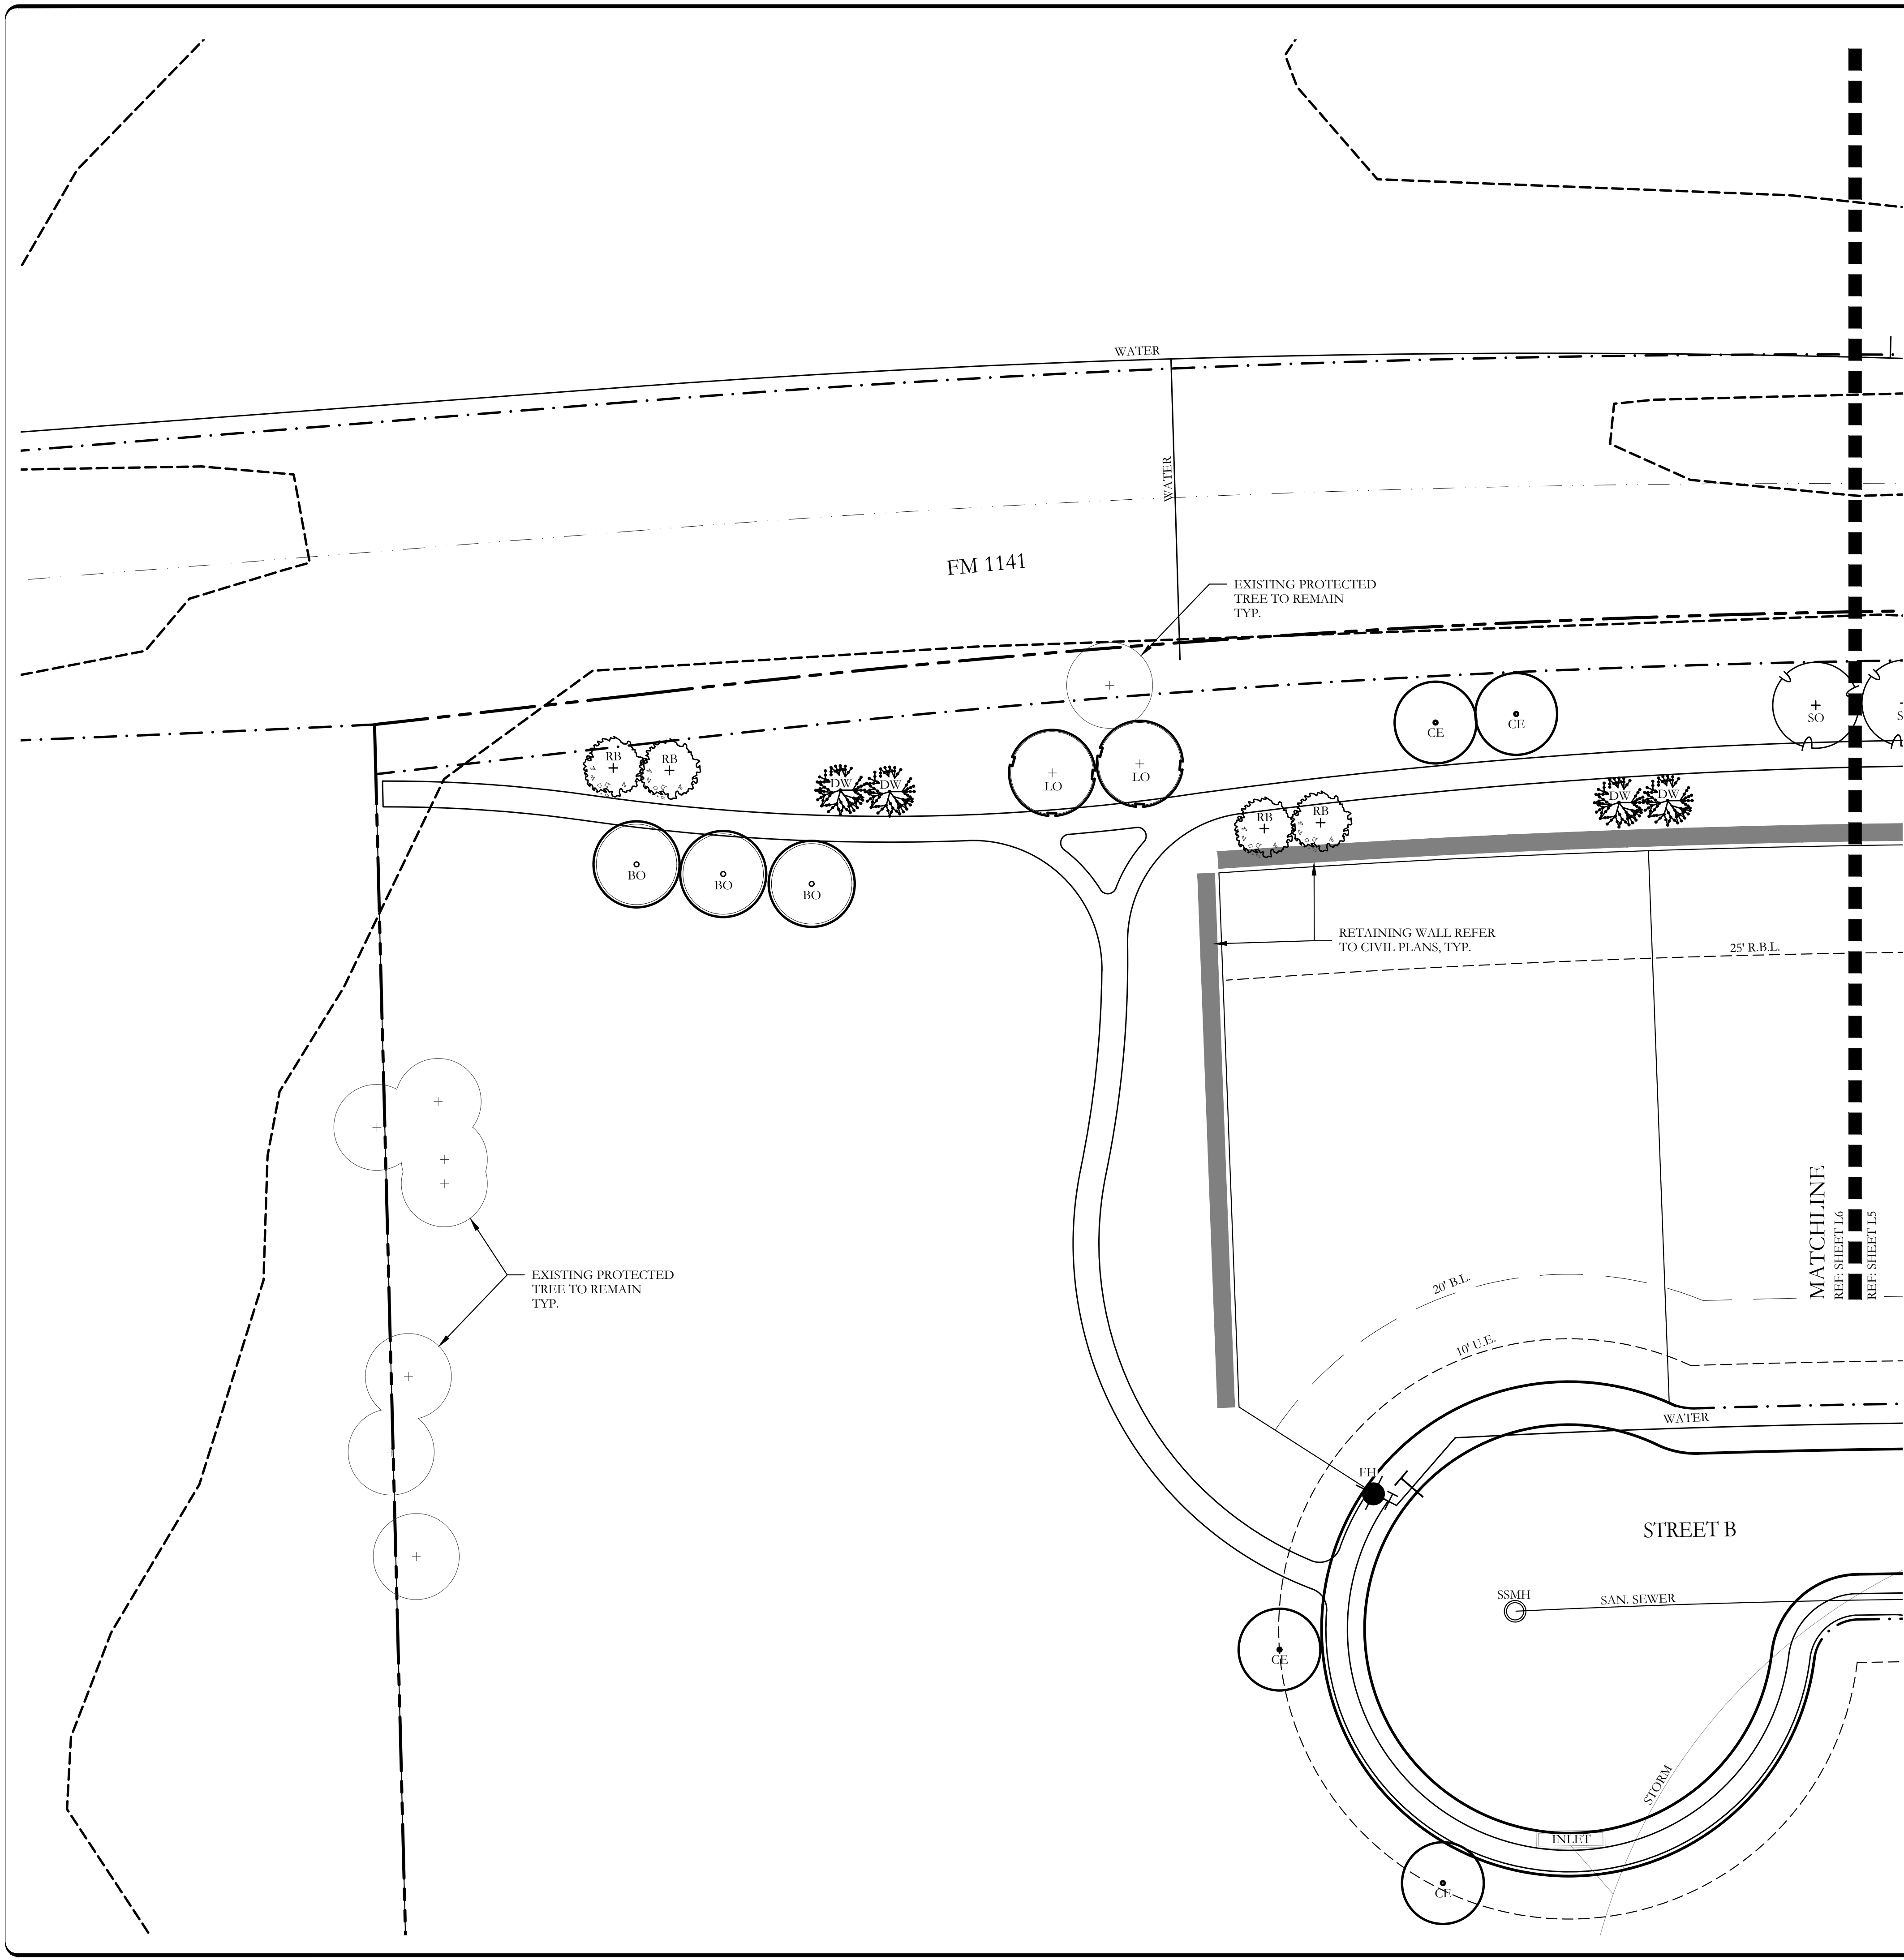 WATER
WATER
FM 1141
EXISTING PROTECTED
TREE TO REMAIN
TYP.
CE
CE
SO
S
RB
RB
DW
DW
LO
LO
RB
RB
DW
DW
BO
BO
BO
RETAINING WALL REFER
TO CIVIL PLANS, TYP.
25' R.B.L.
MATCHLINE
REF: SHEET L6
REF: SHEET L5
EXISTING PROTECTED
TREE TO REMAIN
TYP.
20' B.L.
10' U.E.
WATER
FH
STREET B
SSMH
SAN. SEWER
CE
STORM
INLET
CE